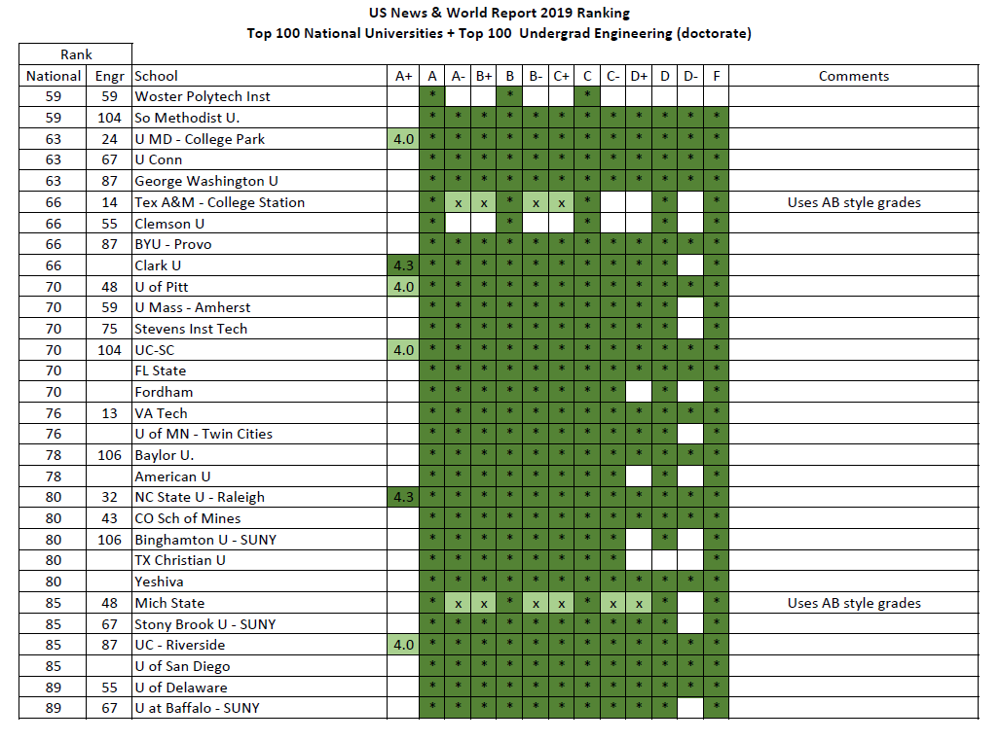 US News & World Report 2019 Ranking
Top 100 National Universities + Top 100 Undergrad Engineering (doctorate)
Rank
National Engr School A+ A A- B+ B B- C+ C C- D+ D D- F Comments
59 59 Woster Polytech Inst * * *
59 104 So Methodist U. * * * * * * * * * * * *
63 24 U MD - College Park 4.0 * * * * * * * * * * * *
63 67 U Conn * * * * * * * * * * * *
63 87 George Washington U * * * * * * * * * * * *
66 14 Tex A&M - College Station * x x * x x * * * Uses AB style grades
66 55 Clemson U * * * * *
66 87 BYU - Provo * * * * * * * * * * * *
66 Clark U 4.3 * * * * * * * * * * *
70 48 U of Pitt 4.0 * * * * * * * * * * * *
70 59 U Mass - Amherst * * * * * * * * * * *
70 75 Stevens Inst Tech * * * * * * * * * * *
70 104 UC-SC 4.0 * * * * * * * * * * * *
70 FL State * * * * * * * * * * * *
70 Fordham * * * * * * * * * *
76 13 VA Tech * * * * * * * * * * * *
76 U of MN - Twin Cities * * * * * * * * * * *
78 106 Baylor U. * * * * * * * * * * * *
78 American U * * * * * * * * * *
80 32 NC State U - Raleigh 4.3 * * * * * * * * * * * *
80 43 CO Sch of Mines * * * * * * * * * * * *
80 106 Binghamton U - SUNY * * * * * * * * * *
80 TX Christian U * * * * * * * * *
80 Yeshiva * * * * * * * * * * * *
85 48 Mich State * x x * x x * x x * * Uses AB style grades
85 67 Stony Brook U - SUNY * * * * * * * * * * *
85 87 UC - Riverside 4.0 * * * * * * * * * * * *
85 U of San Diego * * * * * * * * * * * *
89 55 U of Delaware * * * * * * * * * * * *
89 67 U at Baffalo - SUNY * * * * * * * * * * *